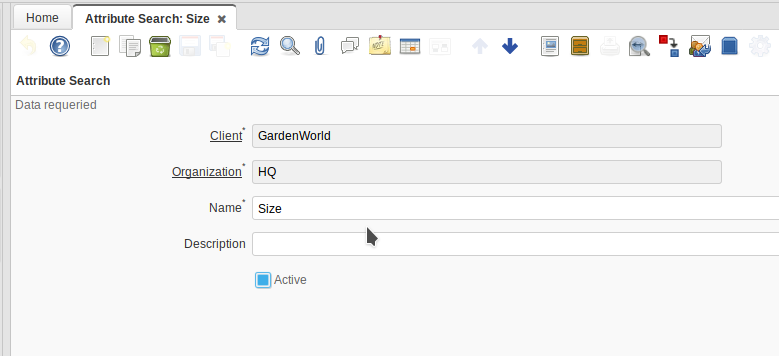 Home
Attribute Search: Size
Attribute Search
Data requeried
Client*
GardenWorld
Organization*
HQ
Name*
Size
Description
Active